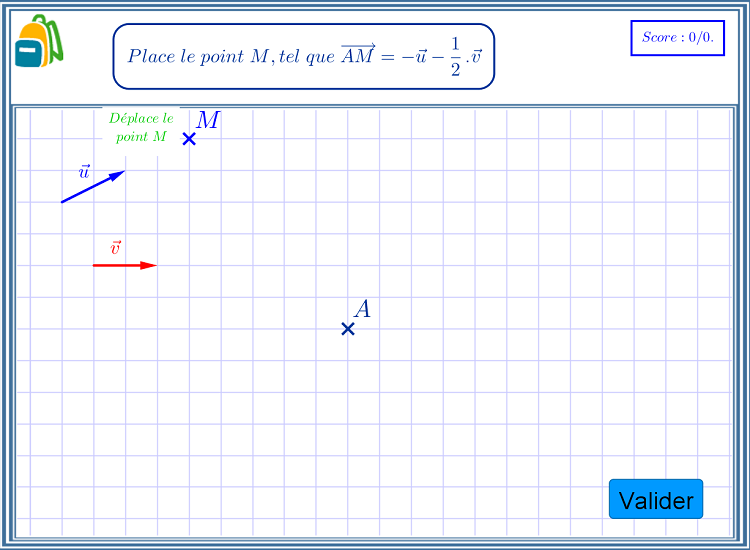 Place le point M, tel que $\overrightarrow{AM} = -\vec{u} - \frac{1}{2}.\vec{v}$
Score : 0/0.
Déplace le
point M
M
$\vec{u}$
$\vec{v}$
A
Valider